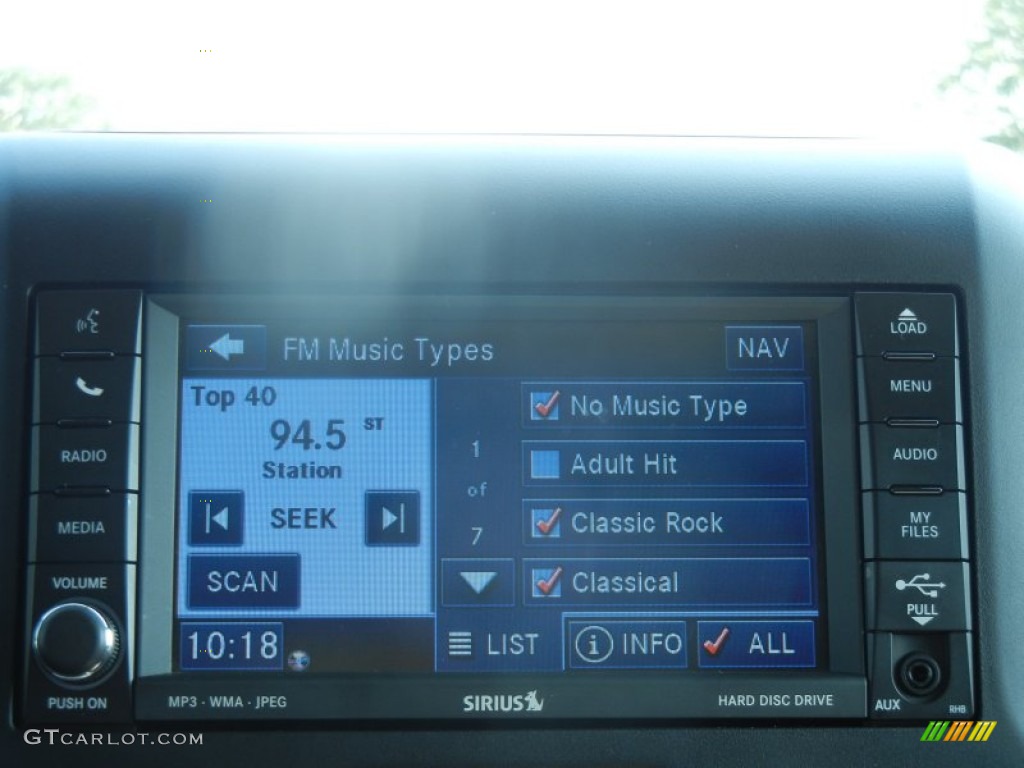 FM Music Types
NAV
Top 40
94.5 ST
Station
SEEK
SCAN
10:18
1
of
7
No Music Type
Adult Hit
Classic Rock
Classical
LIST
INFO
ALL
RADIO
MEDIA
VOLUME
PUSH ON
LOAD
MENU
AUDIO
MY
FILES
PULL
AUX
RHB
MP3 - WMA - JPEG
SIRIUS
HARD DISC DRIVE
GTCARLOT.COM